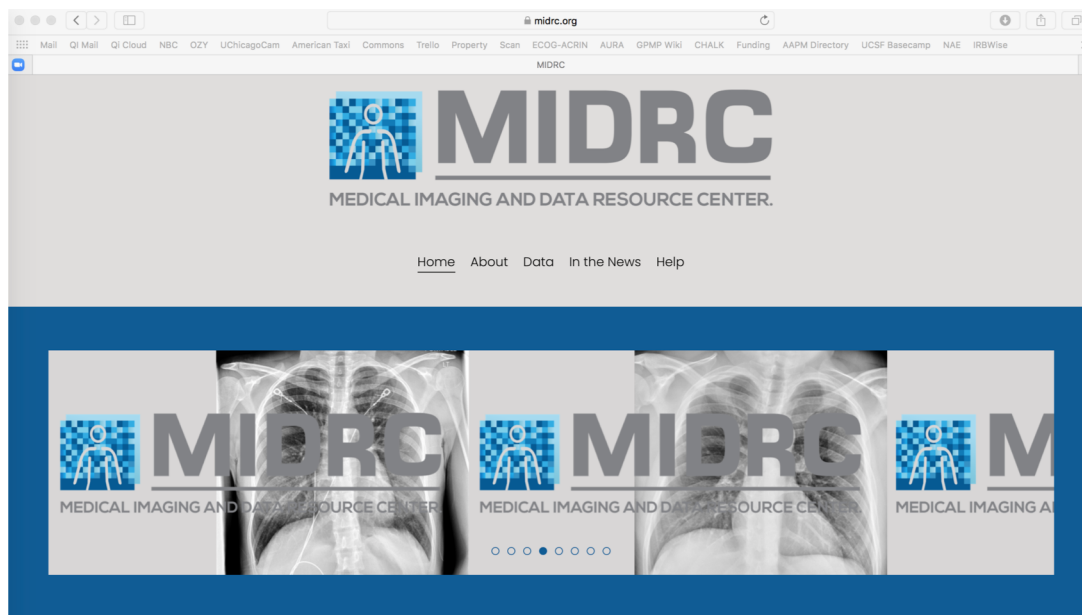 midrc.org
Mail QI Mail QI Cloud NBC OZY UChicagoCam American Taxi Commons Trello Property Scan ECOG-ACRIN AURA GPMP Wiki CHALK Funding AAPM Directory UCSF Basecamp NAE IRBWise
MIDRC
MIDRC
MEDICAL IMAGING AND DATA RESOURCE CENTER.
Home About Data In the News Help
MIDRC MIDRC M
MEDICAL IMAGING AND DATA RESOURCE CENTER. MEDICAL IMAGING AND DATA RESOURCE CENTER. MEDICAL IMAGING A